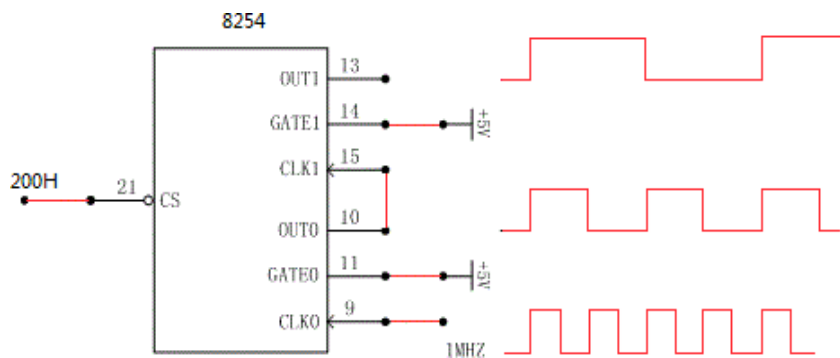 8254
OUT1 13
GATE1 14
+5V
CLK1 15
200H
21 CS
OUT0 10
GATE0 11
+5V
CLK0 9
1MHZ